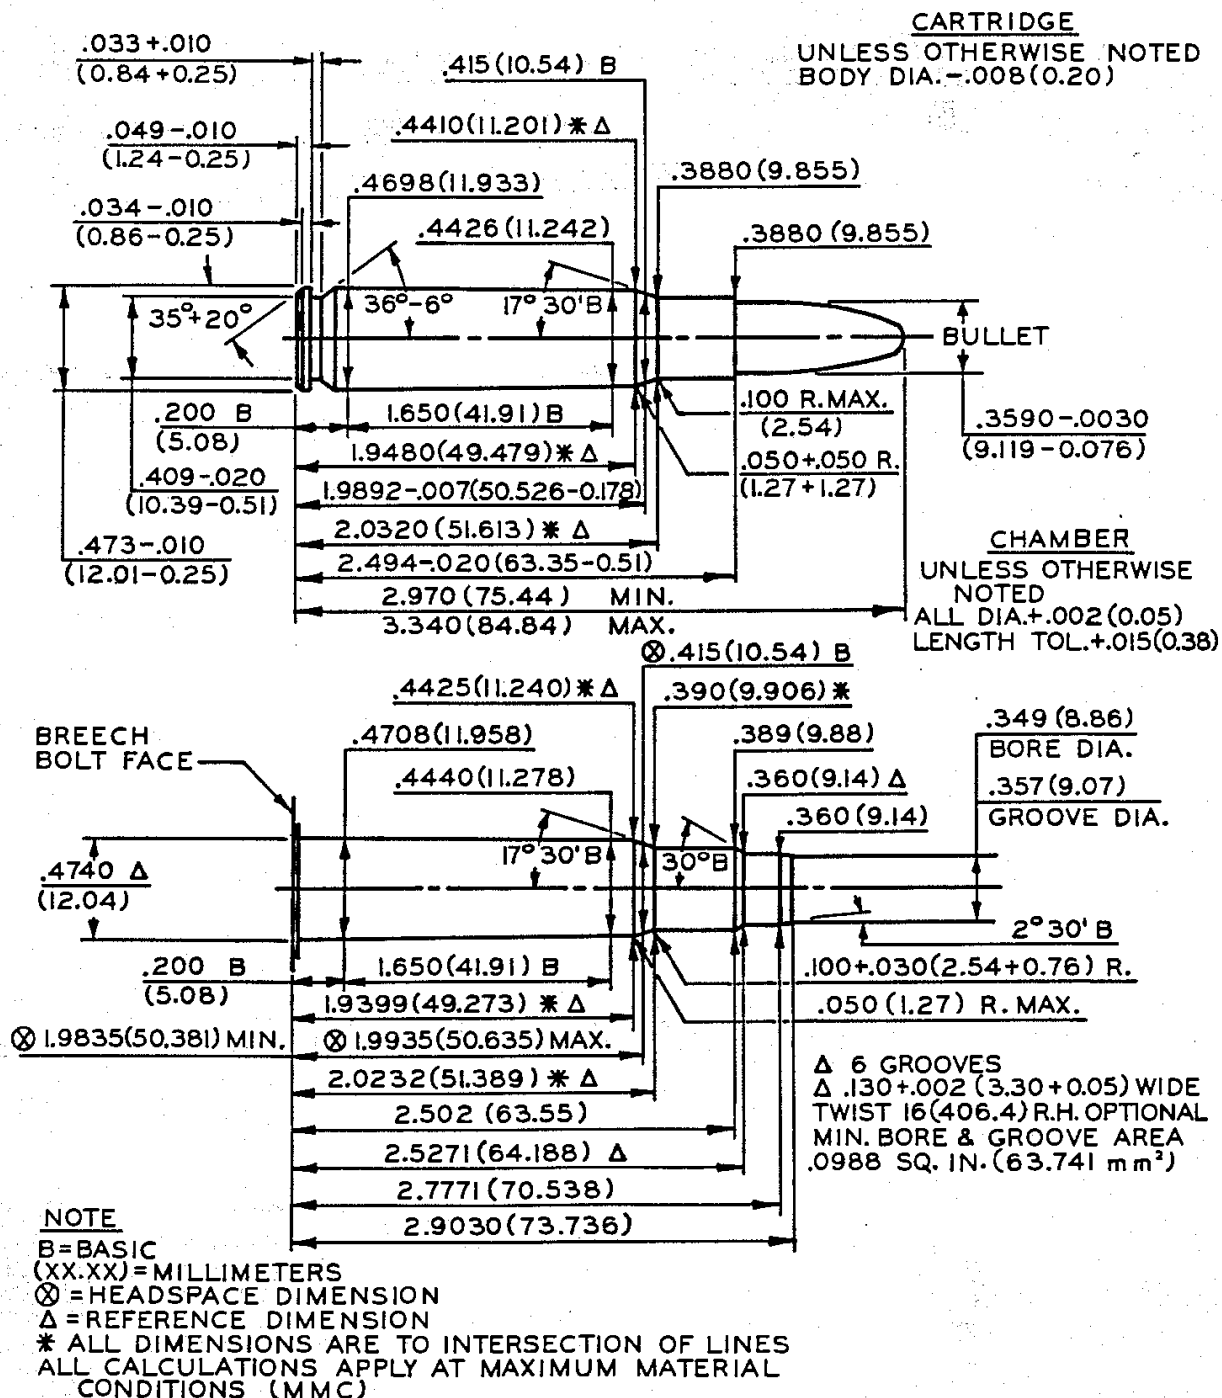 CARTRIDGE
UNLESS OTHERWISE NOTED
BODY DIA.-.008(0.20)
.033+.010
(0.84+0.25)
.415(10.54) B
.049-.010
(1.24-0.25)
.4410(11.201)* Δ
.4698(11.933)
.3880(9.855)
.034-.010
(0.86-0.25)
.4426(11.242)
.3880(9.855)
35°+20°
36°-6°
17°30'B
BULLET
.200 B
(5.08)
1.650(41.91) B
.100 R.MAX.
(2.54)
.3590-.0030
(9.119-0.076)
1.9480(49.479)* Δ
.050+.050 R.
(1.27+1.27)
.409-.020
(10.39-0.51)
1.9892-.007(50.526-0.178)
2.0320(51.613)* Δ
.473-.010
(12.01-0.25)
2.494-.020(63.35-0.51)
2.970(75.44) MIN.
3.340(84.84) MAX.
CHAMBER
UNLESS OTHERWISE
NOTED
ALL DIA.+.002(0.05)
LENGTH TOL.+.015(0.38)
⊗.415(10.54) B
.4425(11.240)* Δ
.390(9.906)*
BREECH
BOLT FACE
.4708(11.958)
.389(9.88)
.349(8.86)
BORE DIA.
.4440(11.278)
.360(9.14) Δ
.357(9.07)
GROOVE DIA.
.360(9.14)
17°30'B
30°B
.4740 Δ
(12.04)
2°30'B
.200 B
(5.08)
1.650(41.91) B
.100+.030(2.54+0.76) R.
1.9399(49.273) * Δ
.050(1.27) R. MAX.
⊗1.9835(50.381)MIN.
⊗1.9935(50.635)MAX.
2.0232(51.389) * Δ
2.502(63.55)
2.5271(64.188) Δ
2.7771(70.538)
2.9030(73.736)
Δ 6 GROOVES
Δ .130+.002(3.30+0.05)WIDE
TWIST 16(406.4)R.H.OPTIONAL
MIN. BORE & GROOVE AREA
.0988 SQ. IN.(63.741 mm²)
NOTE
B=BASIC
(XX.XX)=MILLIMETERS
⊗=HEADSPACE DIMENSION
Δ=REFERENCE DIMENSION
* ALL DIMENSIONS ARE TO INTERSECTION OF LINES
ALL CALCULATIONS APPLY AT MAXIMUM MATERIAL
CONDITIONS (MMC)